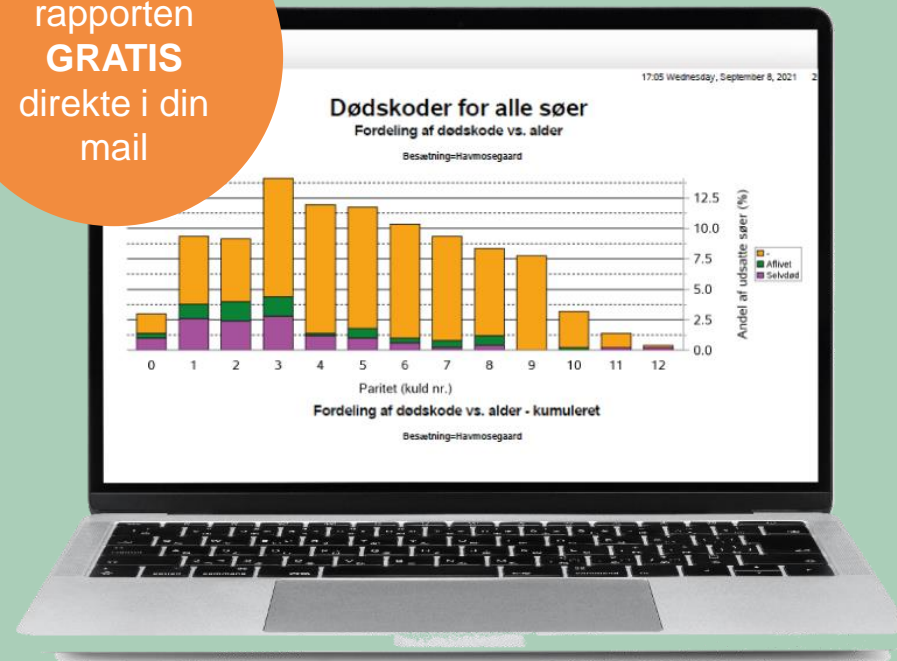 rapporten
GRATIS
direkte i din
mail
17:05 Wednesday, September 8, 2021 2
Dødskoder for alle søer
Fordeling af dødskode vs. alder
Besætning=Havmosegaard
12.5
10.0
7.5
5.0
2.5
0.0
Andel af udsatte søer (%)
-
Aflivet
Selvdød
0 1 2 3 4 5 6 7 8 9 10 11 12
Paritet (kuld nr.)
Fordeling af dødskode vs. alder - kumuleret
Besætning=Havmosegaard